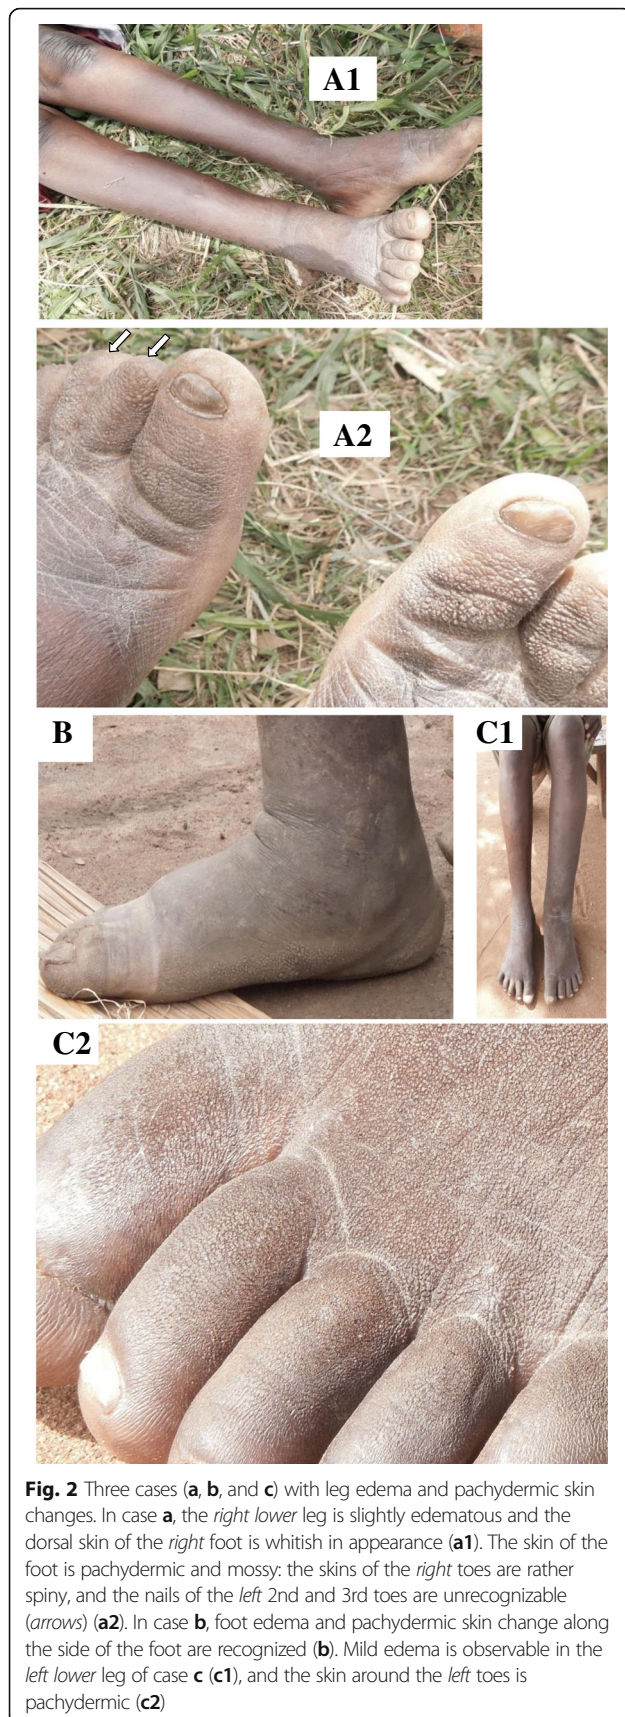 A1
A2
B
C1
C2
Fig. 2 Three cases (a, b, and c) with leg edema and pachydermic skin
changes. In case a, the right lower leg is slightly edematous and the
dorsal skin of the right foot is whitish in appearance (a1). The skin of the
foot is pachydermic and mossy: the skins of the right toes are rather
spiny, and the nails of the left 2nd and 3rd toes are unrecognizable
(arrows) (a2). In case b, foot edema and pachydermic skin change along
the side of the foot are recognized (b). Mild edema is observable in the
left lower leg of case c (c1), and the skin around the left toes is
pachydermic (c2)